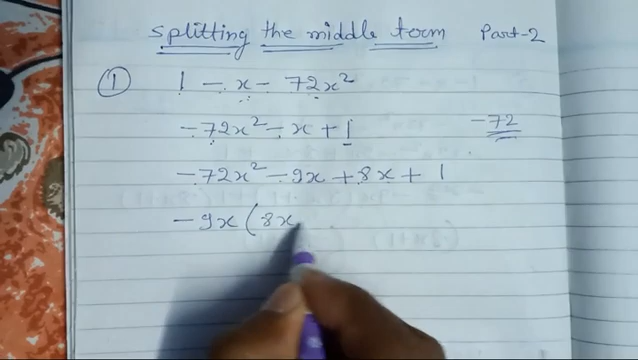 Splitting the middle term Part-2
① 1 - x - 72x²
-72x² - x + 1 -72
-72x² - 9x + 8x + 1
-9x (8x